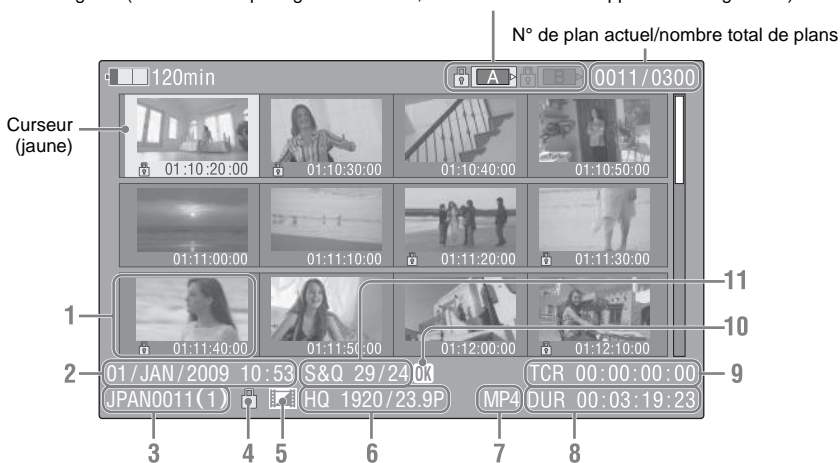 N° de plan actuel/nombre total de plans
120min
A
B
0011/0300
Curseur
(jaune)
01:10:20:00
01:10:30:00
01:10:40:00
01:10:50:00
01:11:00:00
01:11:10:00
01:11:20:00
01:11:30:00
11
10
1
01:11:40:00
01:11:50:00
01:12:00:00
01:12:10:00
2
01/JAN/2009 10:53
S&Q 29/24
OK
TCR 00:00:00:00
9
JPAN0011(1)
HQ 1920/23.9P
MP4
DUR 00:03:19:23
3
4
5
6
7
8